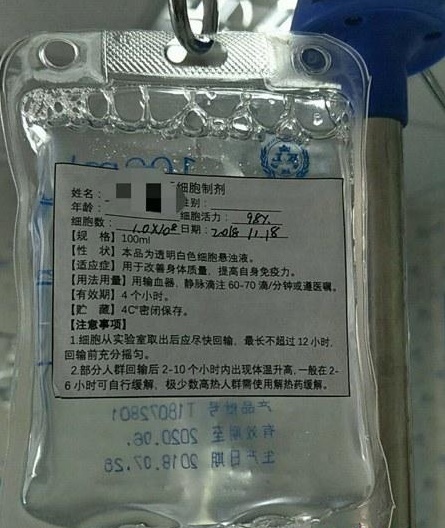 100ml
细胞制剂
姓名： 性别：
年龄： 细胞活力：98%
细胞数：1.0X10⁸ 日期：2018 11.18
【规 格】100ml
【性 状】本品为透明白色细胞悬浊液。
【适应症】用于改善身体质量，提高自身免疫力。
【用法用量】用输血器，静脉滴注 60-70 滴/分钟或遵医嘱。
【有效期】4 个小时。
【贮 藏】4C°密闭保存。
【注意事项】
1.细胞从实验室取出后应尽快回输，最长不超过 12 小时，
回输前充分摇匀。
2.部分人群回输后 2-10 个小时内出现体温升高，一般在 2-
6 小时可自行缓解，极少数高热人群需使用解热药缓解。
产品批号 T18072801
有效期至 2020.06.
生产日期 2018.07.28